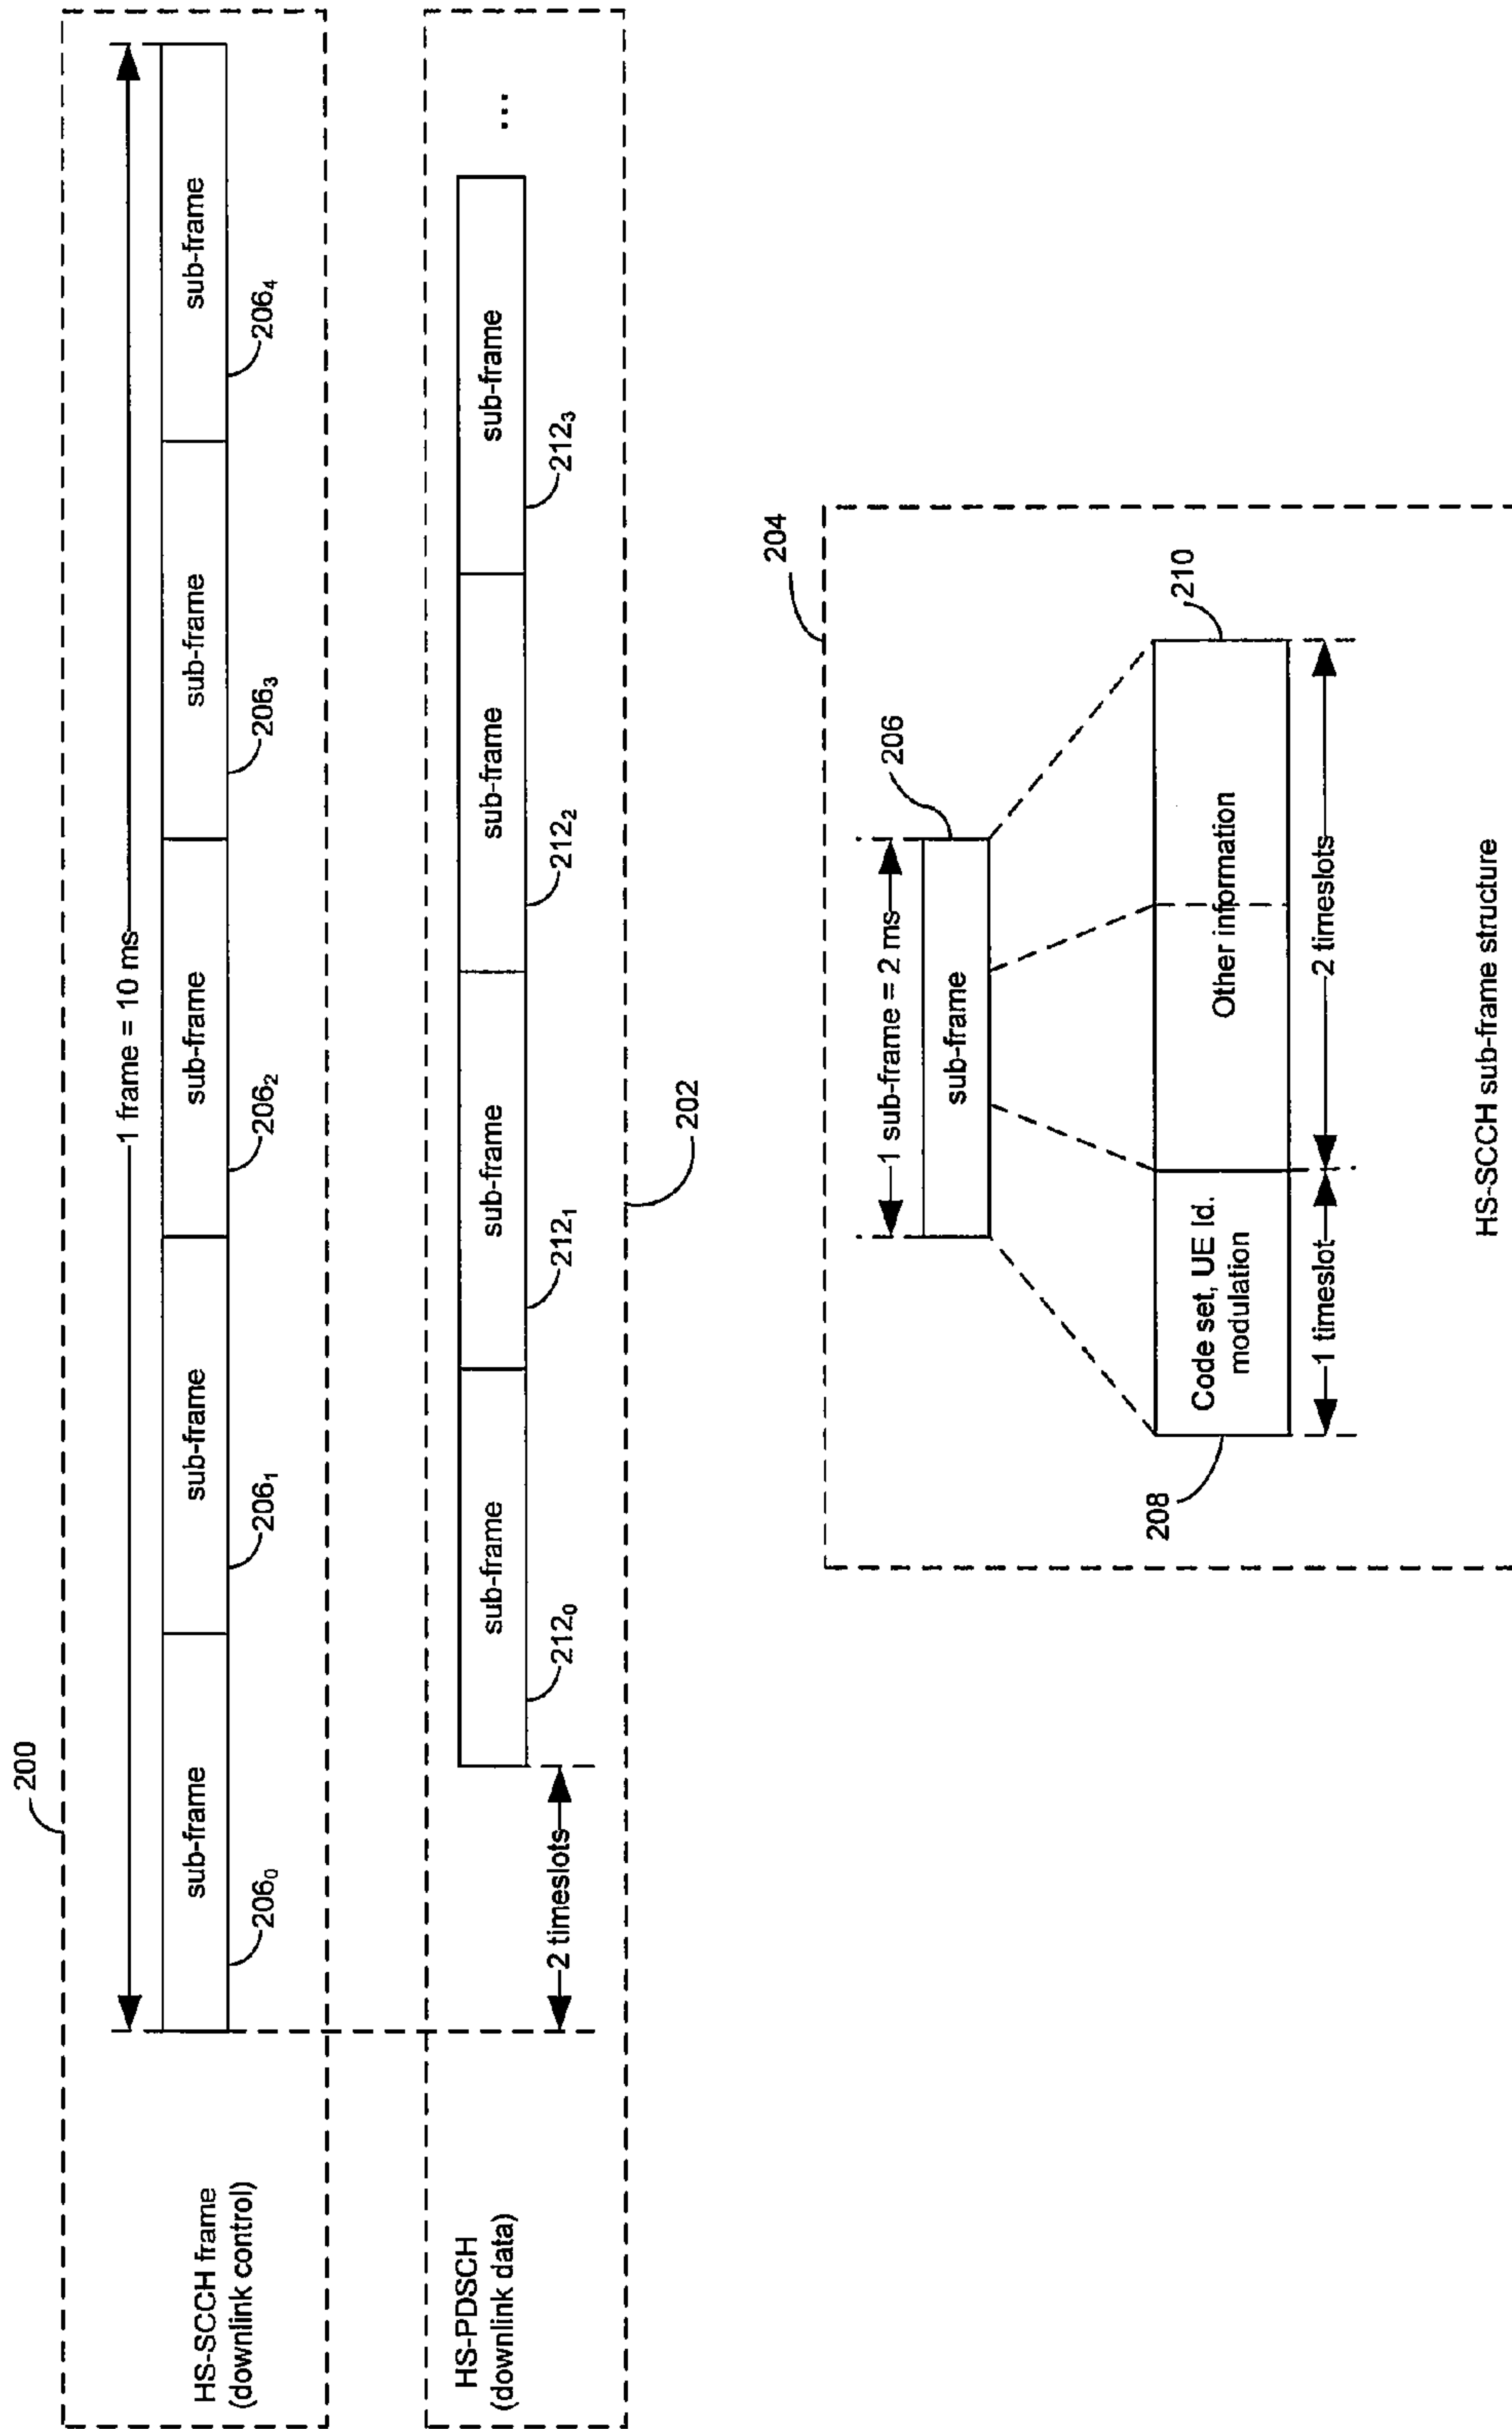 200
1 frame = 10 ms
HS-SCCH frame
(downlink control)
sub-frame
sub-frame
sub-frame
sub-frame
sub-frame
206₀
206₁
206₂
206₃
206₄
HS-PDSCH
(downlink data)
sub-frame
sub-frame
sub-frame
sub-frame
...
212₀
212₁
212₂
212₃
2 timeslots
202
204
1 sub-frame = 2 ms
206
sub-frame
208
Code set, UE Id.
modulation
Other information
210
1 timeslot
2 timeslots
HS-SCCH sub-frame structure